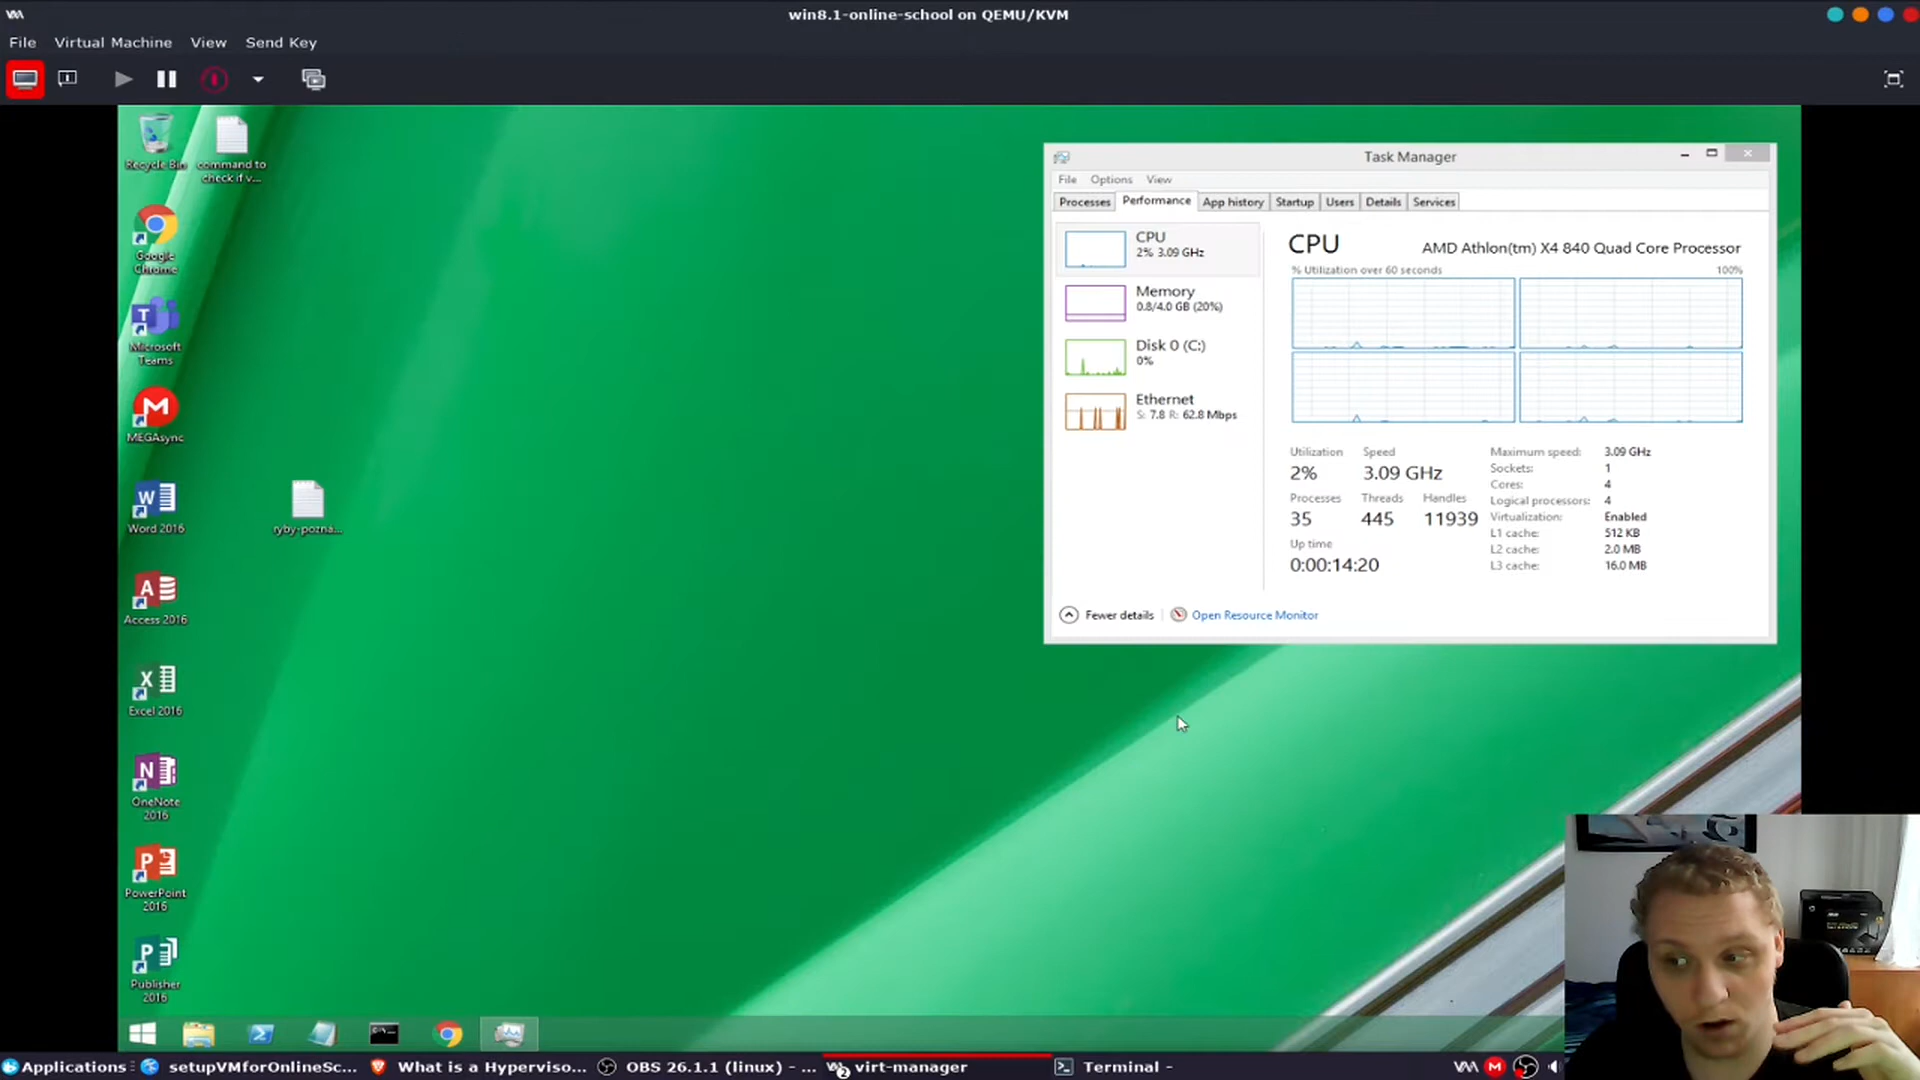 win8.1-online-school on QEMU/KVM
File Virtual Machine View Send Key
Recycle Bin
command to
check if v...
Google
Chrome
Microsoft
Teams
MEGAsync
Word 2016
ryby-pozna...
Access 2016
Excel 2016
OneNote
2016
PowerPoint
2016
Publisher
2016
Task Manager
File Options View
Processes Performance App history Startup Users Details Services
CPU
2% 3.09 GHz
Memory
0.8/4.0 GB (20%)
Disk 0 (C:)
0%
Ethernet
S: 7.8 R: 62.8 Mbps
CPU AMD Athlon(tm) X4 840 Quad Core Processor
% Utilization over 60 seconds 100%
Utilization Speed
2% 3.09 GHz
Processes Threads Handles
35 445 11939
Up time
0:00:14:20
Maximum speed: 3.09 GHz
Sockets: 1
Cores: 4
Logical processors: 4
Virtualization: Enabled
L1 cache: 512 KB
L2 cache: 2.0 MB
L3 cache: 16.0 MB
Fewer details Open Resource Monitor
Applications setupVMforOnlineSc... What is a Hyperviso... OBS 26.1.1 (linux) - ... virt-manager Terminal -